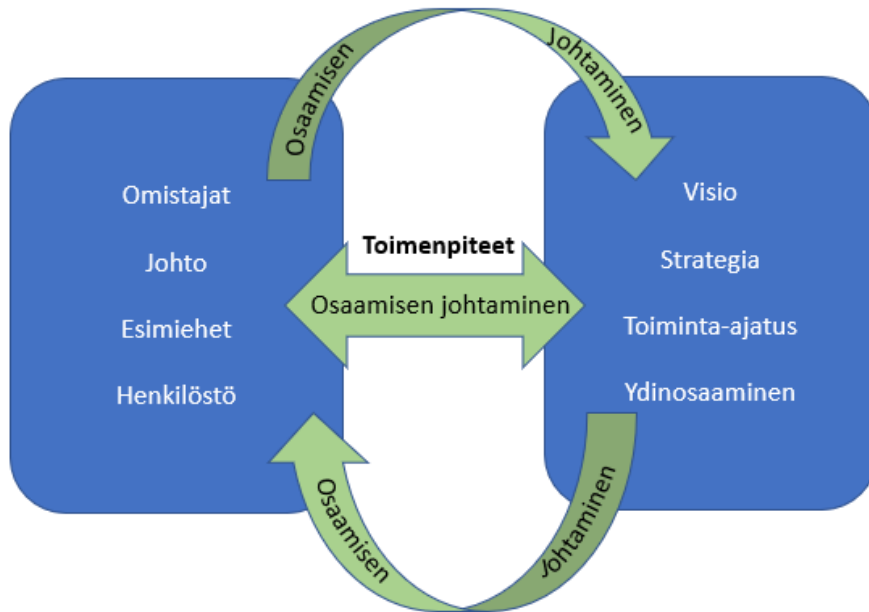 Osaamisen
Johtaminen
Omistajat
Johto
Esimiehet
Henkilöstö
Toimenpiteet
Osaamisen johtaminen
Visio
Strategia
Toiminta-ajatus
Ydinosaaminen
Osaamisen
Johtaminen